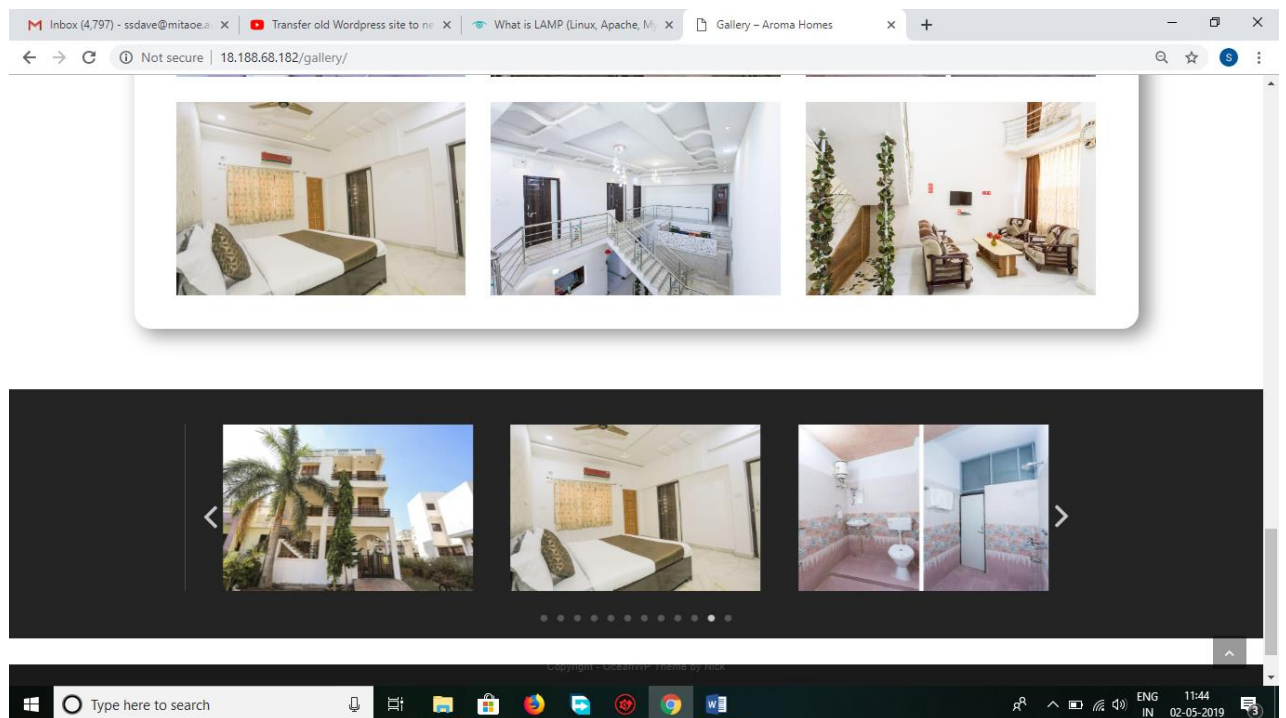 Inbox (4,797) - ssdave@mitaoe.a
Transfer old Wordpress site to ne
What is LAMP (Linux, Apache, My
Gallery – Aroma Homes
Not secure | 18.188.68.182/gallery/
S
Copyright - OceanWP Theme by Nick
Type here to search
ENG
IN
11:44
02-05-2019
3